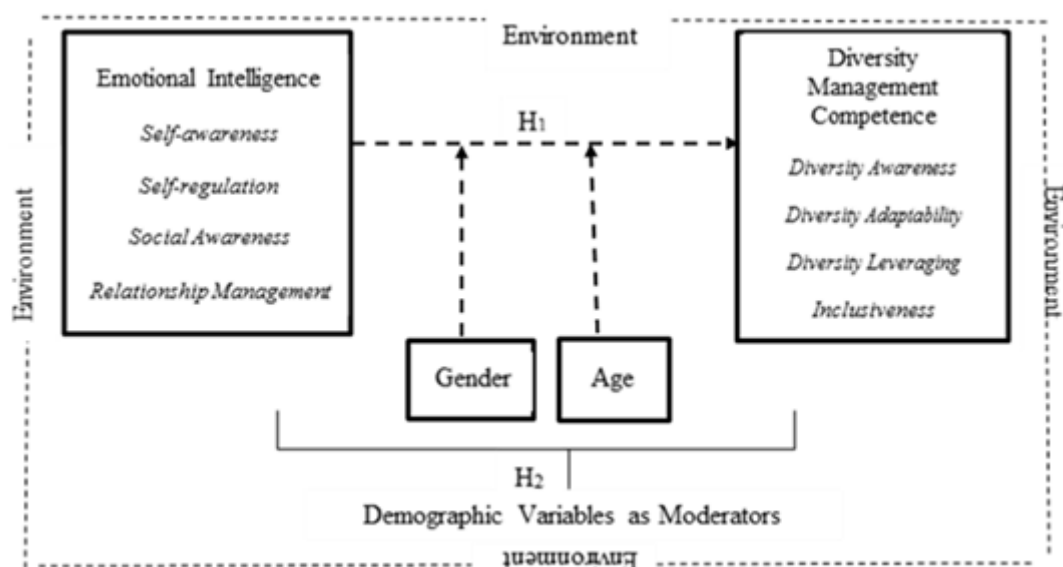 Environment
Emotional Intelligence
Self-awareness
Self-regulation
Social Awareness
Relationship Management
Environment
H₁
Diversity
Management
Competence
Diversity Awareness
Diversity Adaptability
Diversity Leveraging
Inclusiveness
Environment
Gender
Age
H₂
Demographic Variables as Moderators
Environment